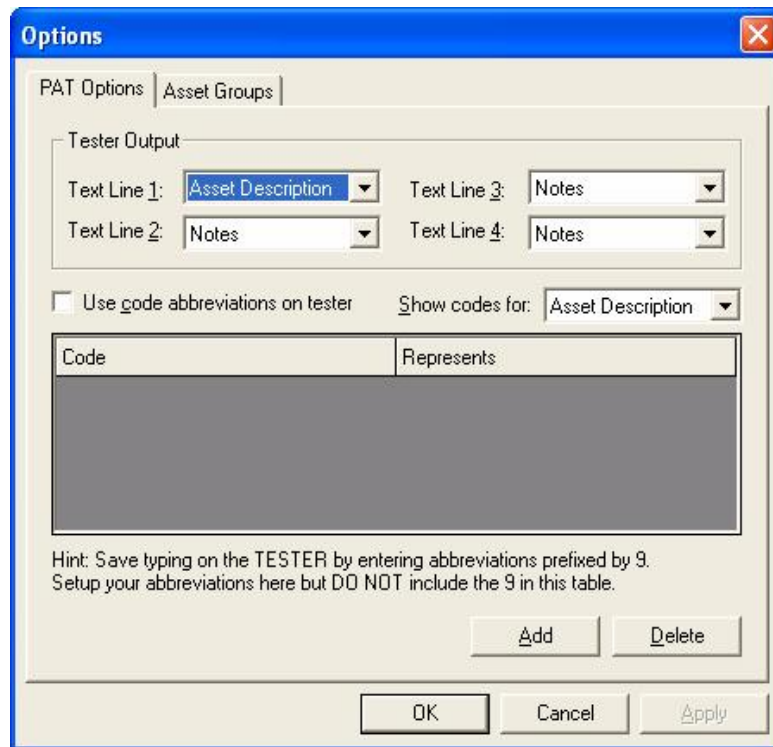 Options
PAT Options Asset Groups
Tester Output
Text Line 1: Asset Description Text Line 3: Notes
Text Line 2: Notes Text Line 4: Notes
Use code abbreviations on tester Show codes for: Asset Description
Code Represents
Hint: Save typing on the TESTER by entering abbreviations prefixed by 9.
Setup your abbreviations here but DO NOT include the 9 in this table.
Add Delete
OK Cancel Apply